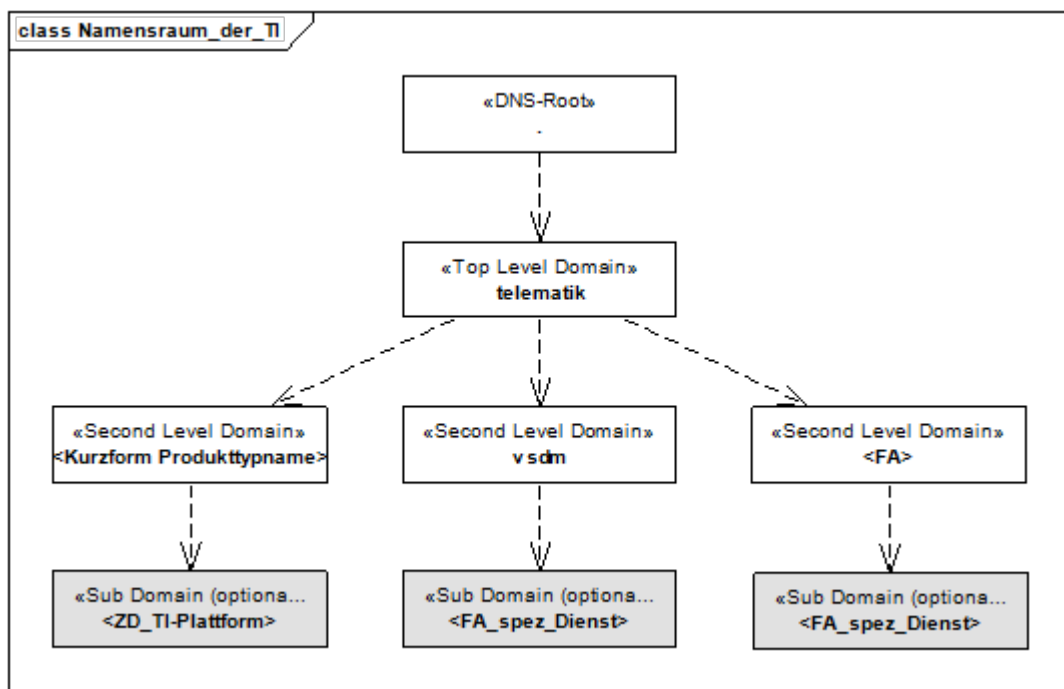 class Namensraum_der_TI
«DNS-Root»
.
«Top Level Domain»
telematik
«Second Level Domain»
<Kurzform Produkttypname>
«Second Level Domain»
vsdm
«Second Level Domain»
<FA>
«Sub Domain (optiona...
<ZD_TI-Plattform>
«Sub Domain (optiona...
<FA_spez_Dienst>
«Sub Domain (optiona...
<FA_spez_Dienst>